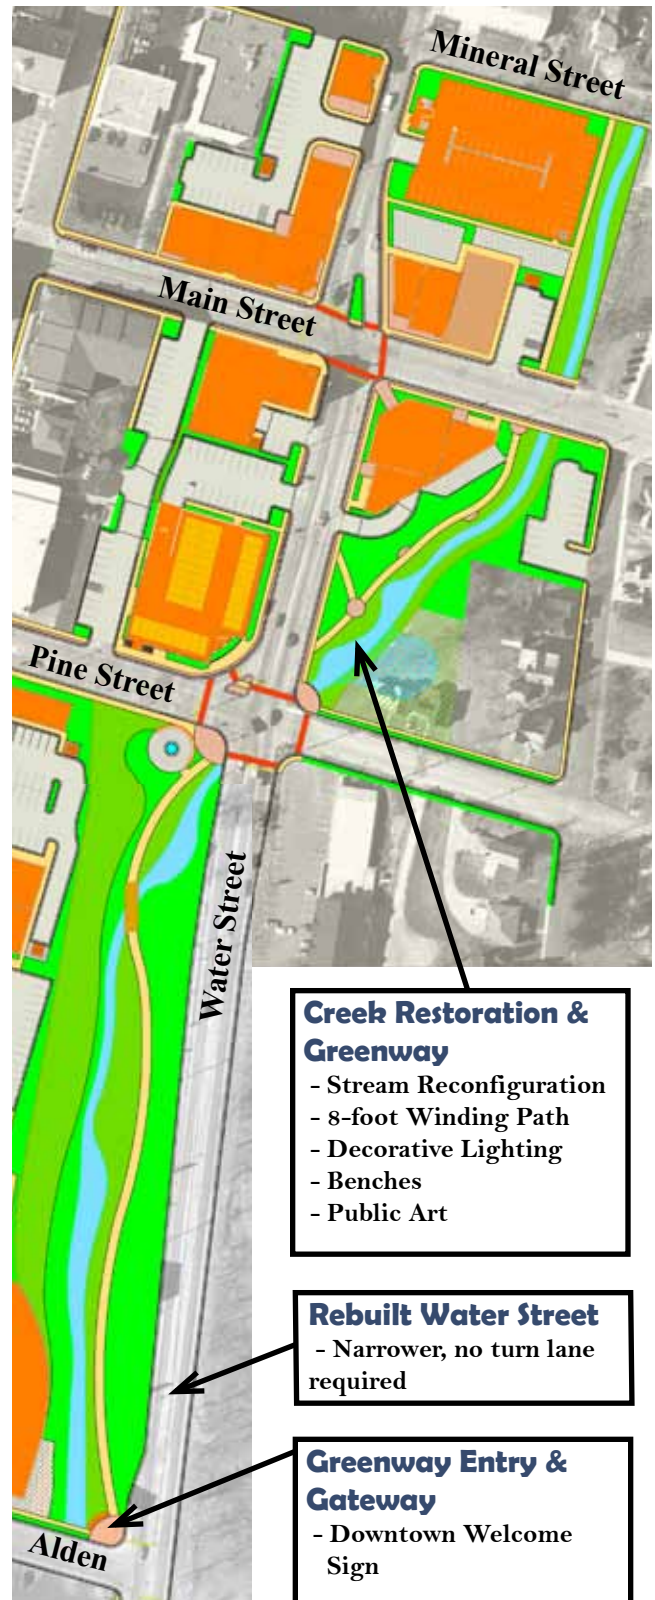 Mineral Street
Main Street
Pine Street
Water Street
Creek Restoration &
Greenway
- Stream Reconfiguration
- 8-foot Winding Path
- Decorative Lighting
- Benches
- Public Art
Rebuilt Water Street
- Narrower, no turn lane
required
Greenway Entry &
Gateway
- Downtown Welcome
Sign
Alden